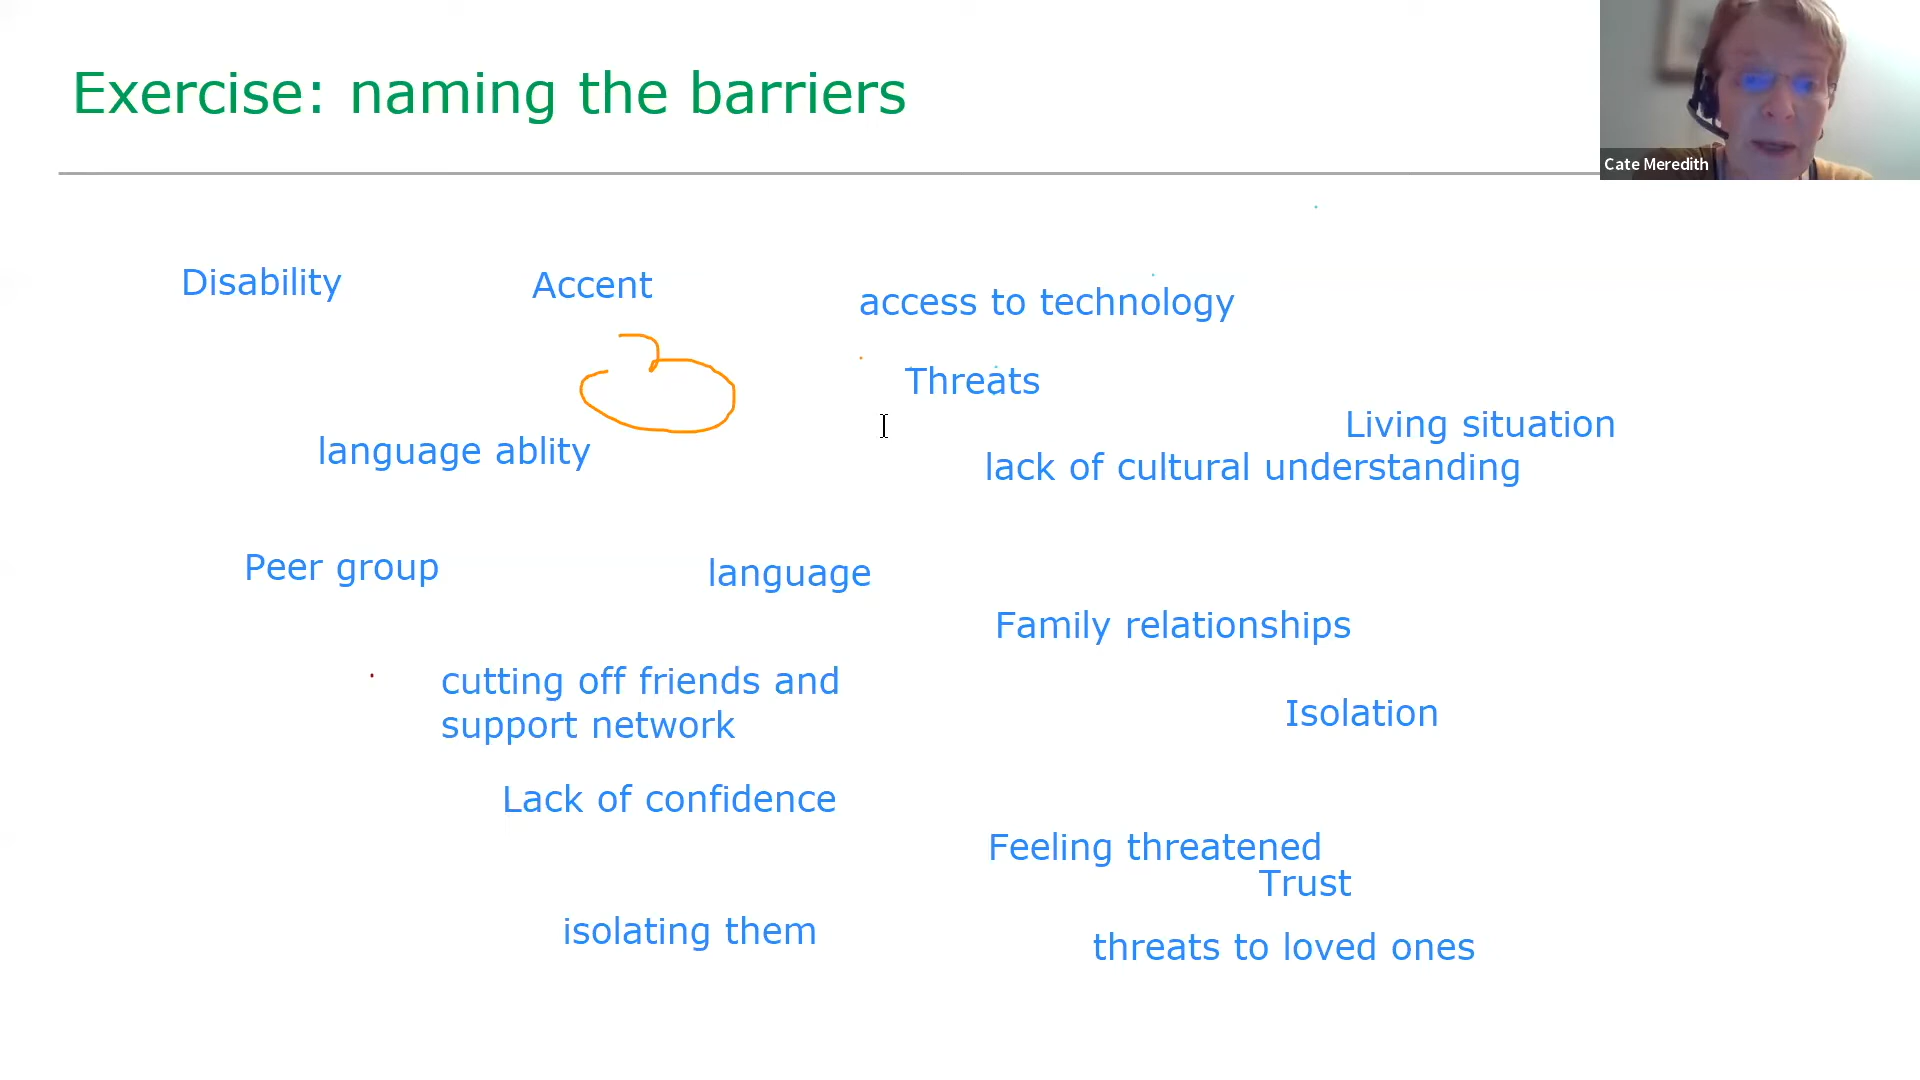 Exercise: naming the barriers
Cate Meredith
Disability
Accent
access to technology
Threats
Living situation
language ablity
lack of cultural understanding
Peer group
language
Family relationships
cutting off friends and
support network
Isolation
Lack of confidence
Feeling threatened
Trust
isolating them
threats to loved ones